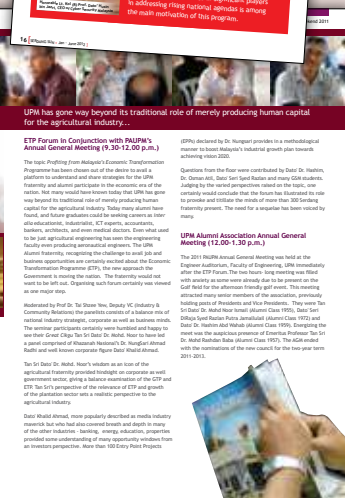 in addressing rising national agendas is among
the main motivation of this program.
16
UPM has gone way beyond its traditional role of merely producing human capital
for the agricultural industry...
ETP Forum in Conjunction with PAUPM's
Annual General Meeting (9.30-12.00 p.m.)
The topic Profiting from Malaysia's Economic Transformation
Programme has been chosen out of the desire to avail a
platform to understand and share strategies for the UPM
fraternity and alumni participate in the economic era of the
nation. Not many would have known today that UPM has gone
way beyond its traditional role of merely producing human
capital for the agricultural industry. Today many alumni have
found, and future graduates could be seeking careers as inter
alia educationist, industrialist, ICT experts, accountants,
bankers, architects, and even medical doctors. Even what used
to be just agricultural engineering has seen the engineering
faculty even producing aeronautical engineers. The UPM
Alumni fraternity, recognizing the challenge to avail job and
business opportunities are certainly excited about the Economic
Transformation Programme (ETP), the new approach the
Government is moving the nation. The fraternity would not
want to be left out. Organising such forum certainly was viewed
as one major step.
Moderated by Prof Dr. Tai Shzee Yew, Deputy VC (Industry &
Community Relations) the panelists consists of a balance mix of
national industry strategist, corporate as well as business minds.
The seminar participants certainly were humbled and happy to
see their Great Cikgu Tan Sri Dato' Dr. Mohd. Noor to have led
a panel comprised of Khazanah Nasional's Dr. Nungsari Ahmad
Radhi and well known corporate figure Dato' Khalid Ahmad.
Tan Sri Dato' Dr. Mohd. Noor's wisdom as an icon of the
agricultural fraternity provided hindsight on corporate as well
government sector, giving a balance examination of the GTP and
ETP. Tan Sri's perspective of the relevance of ETP and growth
of the plantation sector sets a realistic perspective to the
agricultural industry.
Dato' Khalid Ahmad, more popularly described as media industry
maverick but who had also covered breadth and depth in many
of the other industries - banking, energy, education, properties
provided some understanding of many opportunity windows from
an investors perspective. More than 100 Entry Point Projects
(EPPs) declared by Dr. Nungsari provides in a methodological
manner to boost Malaysia's industrial growth plan towards
achieving vision 2020.
Questions from the floor were contributed by Dato' Dr. Hashim,
Dr. Osman Atil, Dato' Seri Syed Razlan and many GSM students.
Judging by the varied perspectives raised on the topic, one
certainly would conclude that the forum has illustrated its role
to provoke and titillate the minds of more than 300 Serdang
fraternity present. The need for a sequelae has been voiced by
many.
UPM Alumni Association Annual General
Meeting (12.00-1.30 p.m.)
The 2011 PAUPM Annual General Meeting was held at the
Engineer Auditorium, Faculty of Engineering, UPM immediately
after the ETP Forum. The two hours- long meeting was filled
with anxiety as some were already due to be present on the
Golf field for the afternoon friendly golf event. This meeting
attracted many senior members of the association, previously
holding posts of Presidents and Vice Presidents. They were Tan
Sri Dato' Dr. Mohd Noor Ismail (Alumni Class 1955), Dato' Seri
DiRaja Syed Razlan Putra Jamallulail (Alumni Class 1972) and
Dato' Dr. Hashim Abd Wahab (Alumni Class 1959). Energizing the
meet was the auspicious presence of Emeritus Professor Tan Sri
Dr. Mohd Rashdan Baba (Alumni Class 1957). The AGM ended
with the nominations of the new council for the two-year term
2011-2013.